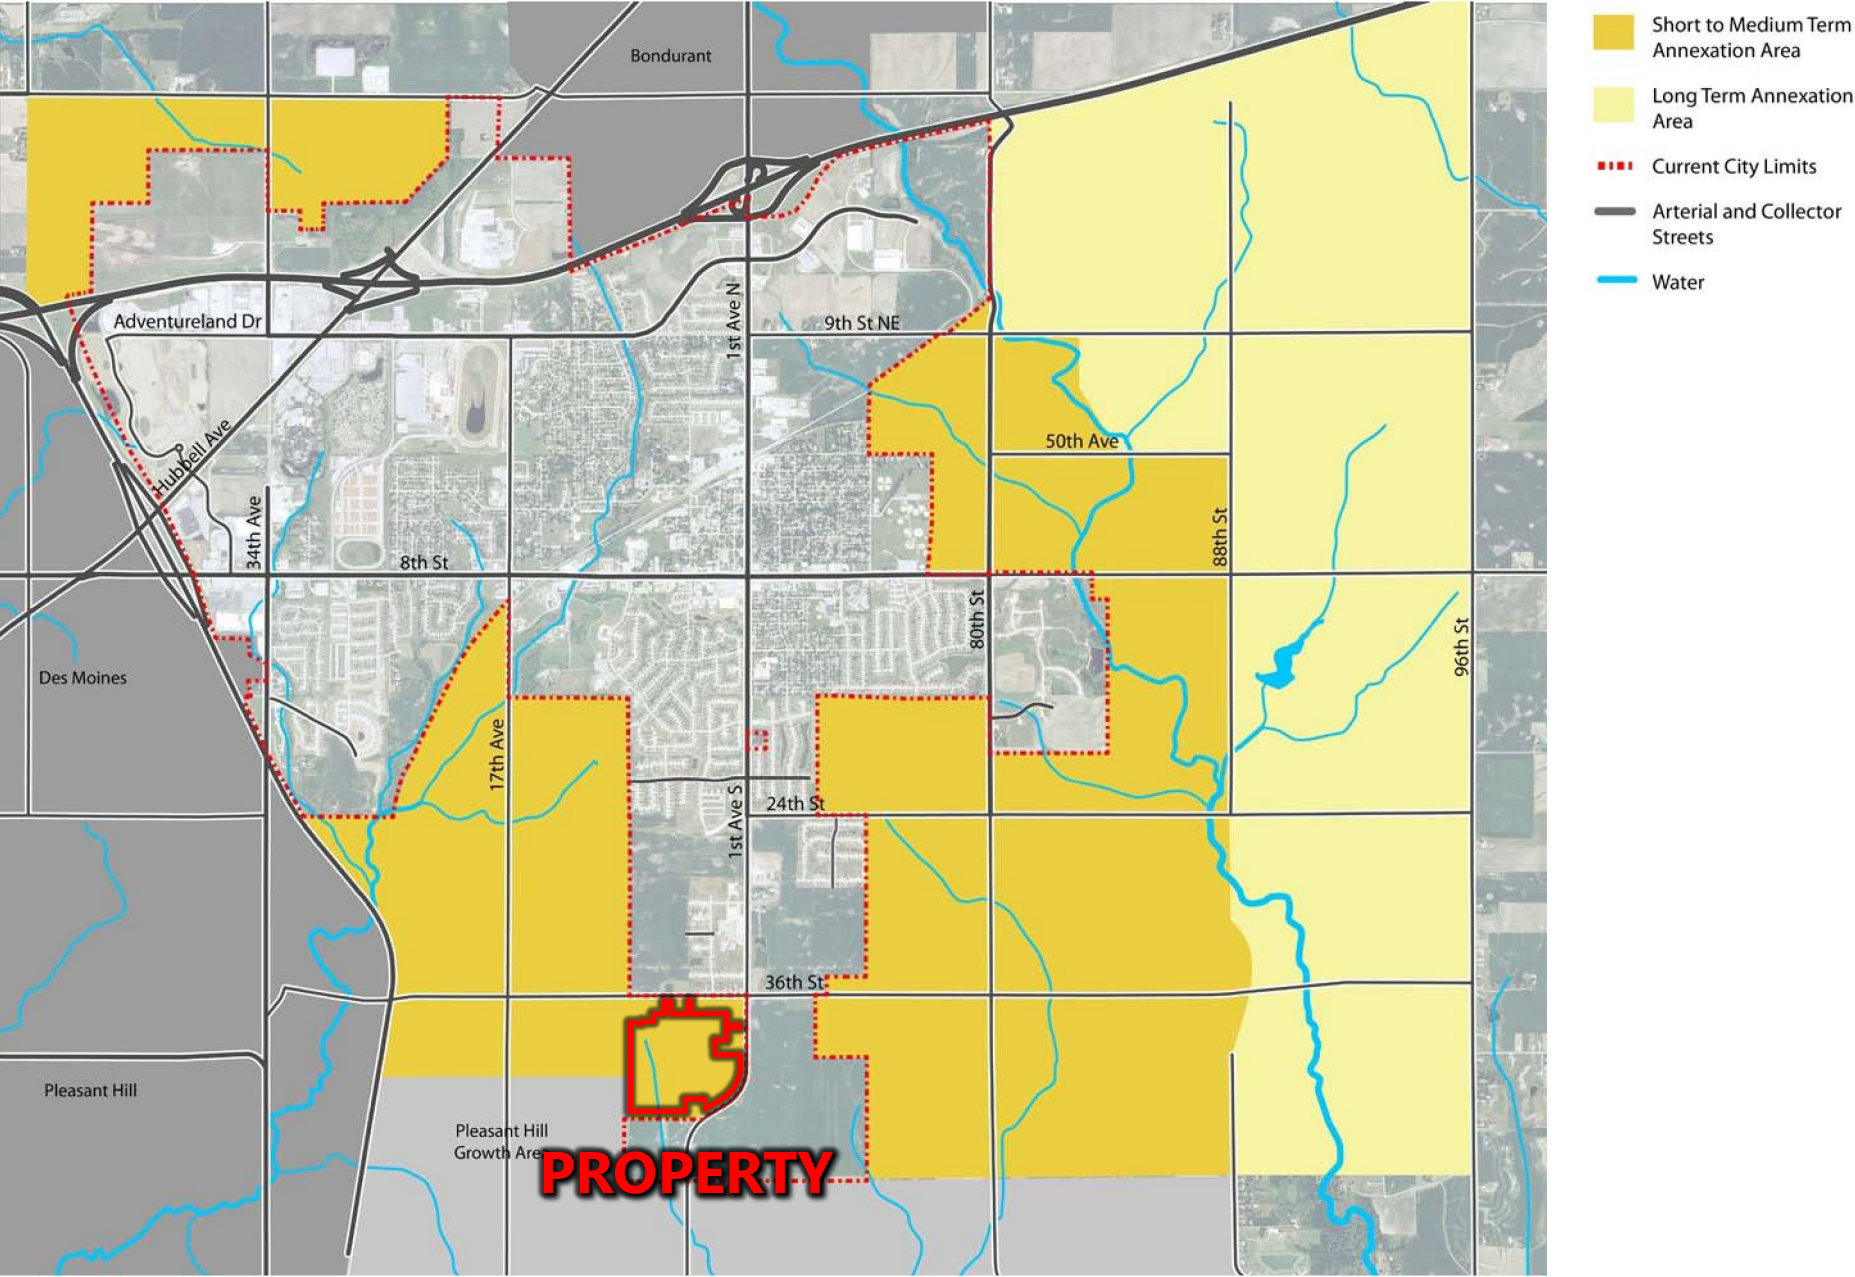 Bondurant
Adventureland Dr
1st Ave N
9th St NE
Hubbell Ave
50th Ave
34th Ave
8th St
88th St
80th St
96th St
Des Moines
17th Ave
24th St
1st Ave S
36th St
Pleasant Hill
Pleasant Hill
Growth Area
PROPERTY
Short to Medium Term
Annexation Area
Long Term Annexation
Area
Current City Limits
Arterial and Collector
Streets
Water